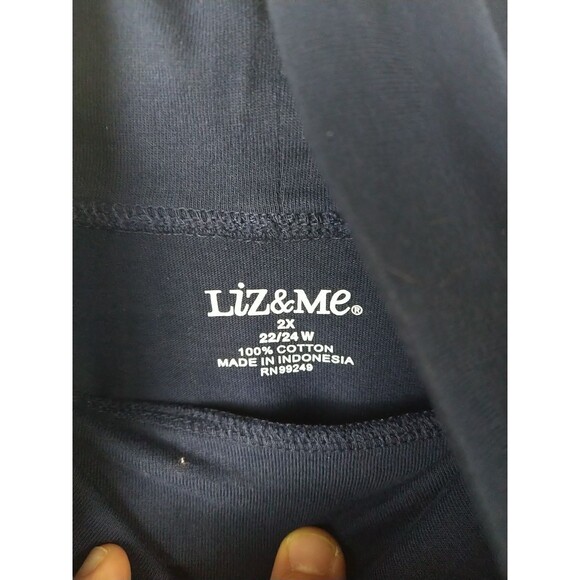 Liz&Me®
2X
22/24 W
100% COTTON
MADE IN INDONESIA
RN99249